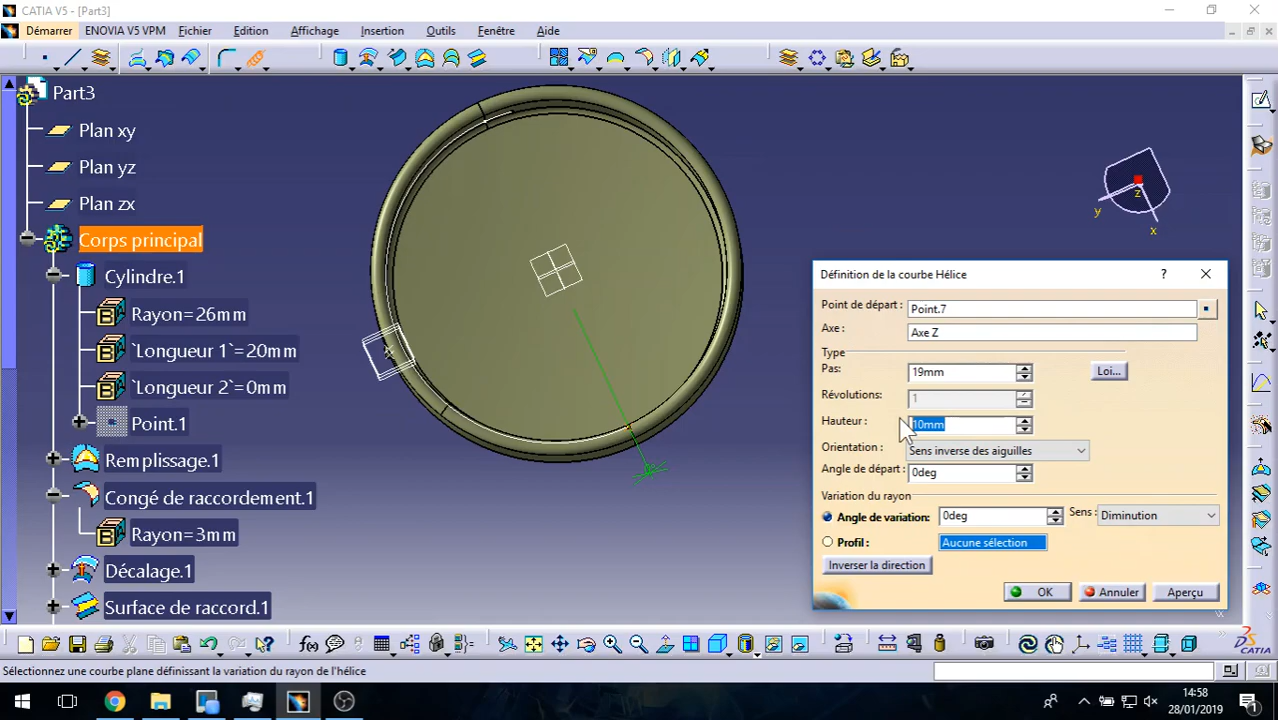 CATIA V5 - [Part3]
Démarrer ENOVIA V5 VPM Fichier Edition Affichage Insertion Outils Fenêtre Aide
Part3
Plan xy
Plan yz
Plan zx
Corps principal
Cylindre.1
Rayon=26mm
`Longueur 1`=20mm
`Longueur 2`=0mm
Point.1
Remplissage.1
Congé de raccordement.1
Rayon=3mm
Décalage.1
Surface de raccord.1
z
y
x
Définition de la courbe Hélice
Point de départ : Point.7
Axe : Axe Z
Type
Pas: 19mm Loi...
Révolutions: 1
Hauteur : 10mm
Orientation : Sens inverse des aiguilles
Angle de départ : 0deg
Variation du rayon
Angle de variation: 0deg Sens : Diminution
Profil : Aucune sélection
Inverser la direction
OK Annuler Aperçu
f(x)
CATIA
Sélectionnez une courbe plane définissant la variation du rayon de l'hélice
14:58
28/01/2019
1